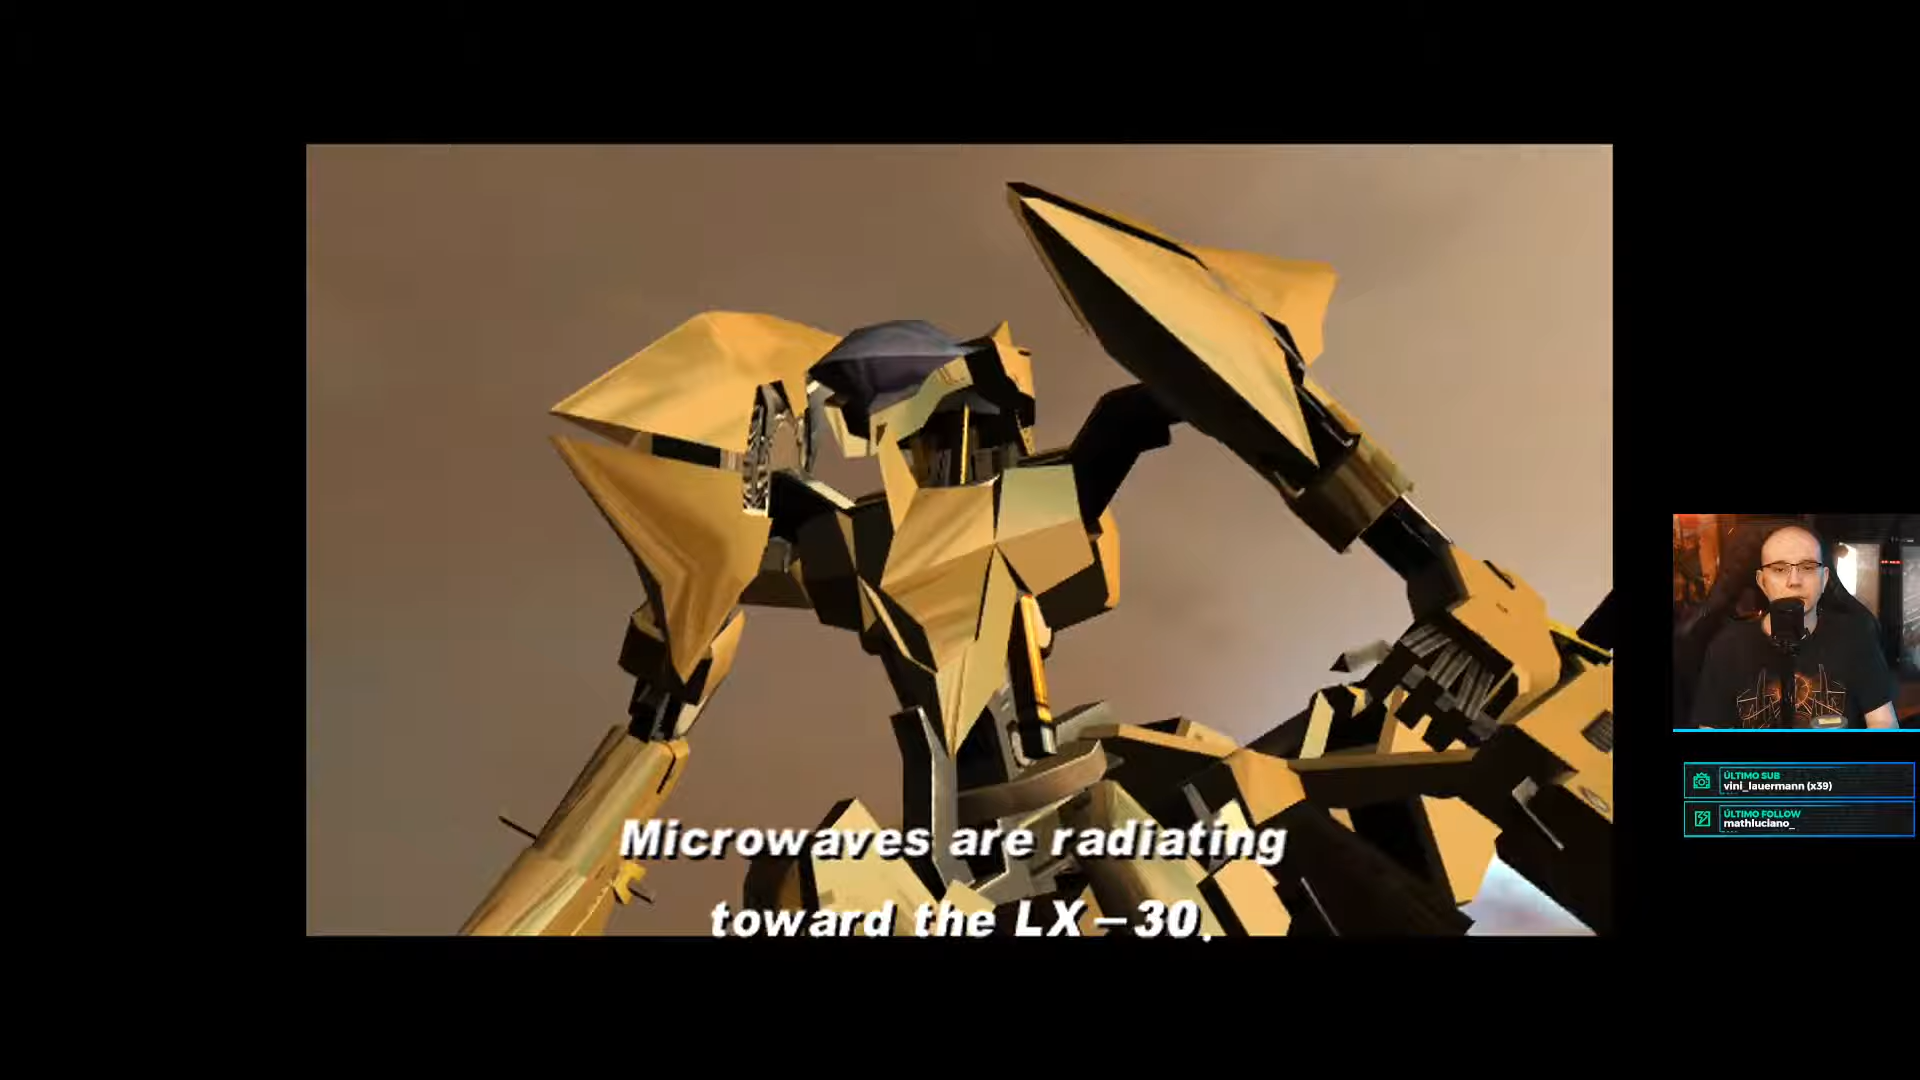 Microwaves are radiating
toward the LX-30.
ÚLTIMO SUB
vini_lauermann (x39)
ÚLTIMO FOLLOW
mathluciano_